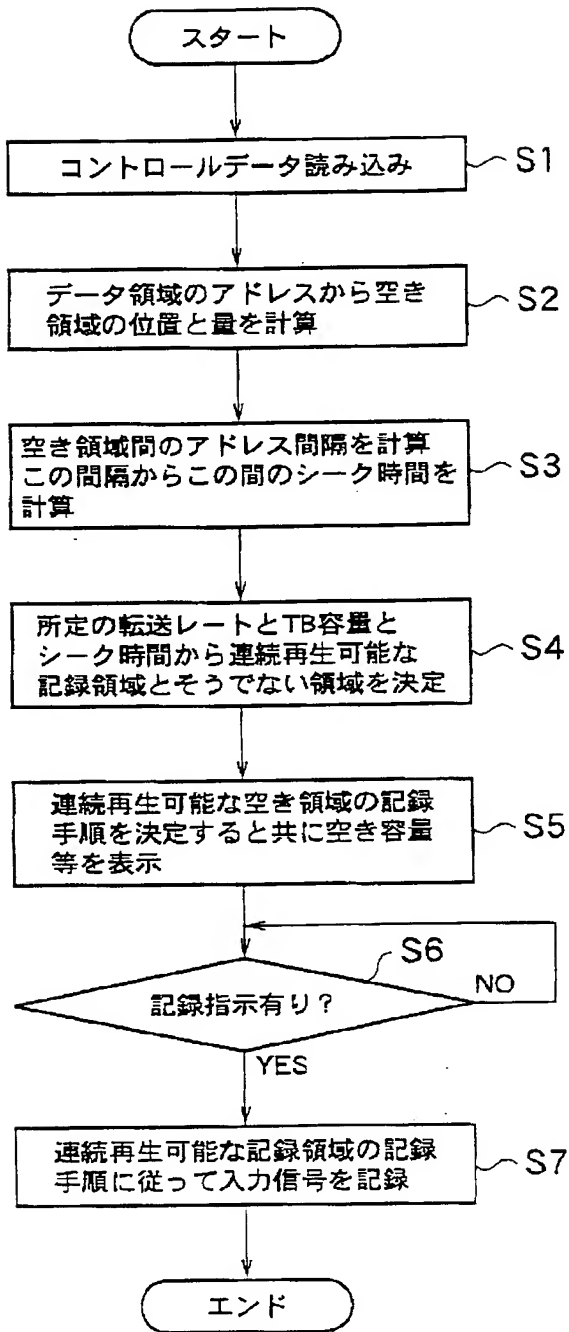 スタート
コントロールデータ読み込み
S1
データ領域のアドレスから空き
領域の位置と量を計算
S2
空き領域間のアドレス間隔を計算
この間隔からこの間のシーク時間を
計算
S3
所定の転送レートとTB容量と
シーク時間から連続再生可能な
記録領域とそうでない領域を決定
S4
連続再生可能な空き領域の記録
手順を決定すると共に空き容量
等を表示
S5
S6
記録指示有り?
NO
YES
連続再生可能な記録領域の記録
手順に従って入力信号を記録
S7
エンド